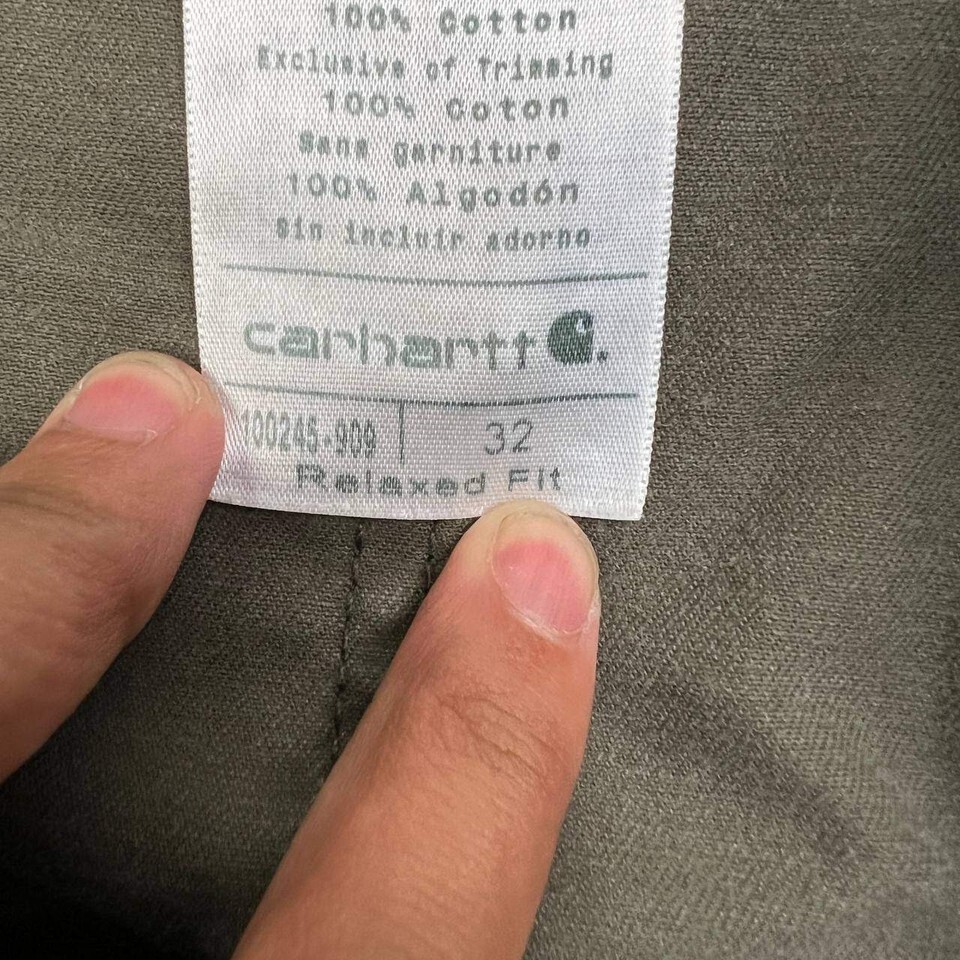 100% Cotton
Exclusive of Trimming
100% Coton
Sans garniture
100% Algodón
Sin incluir adorno
carhartt
100245-909 32
Relaxed Fit